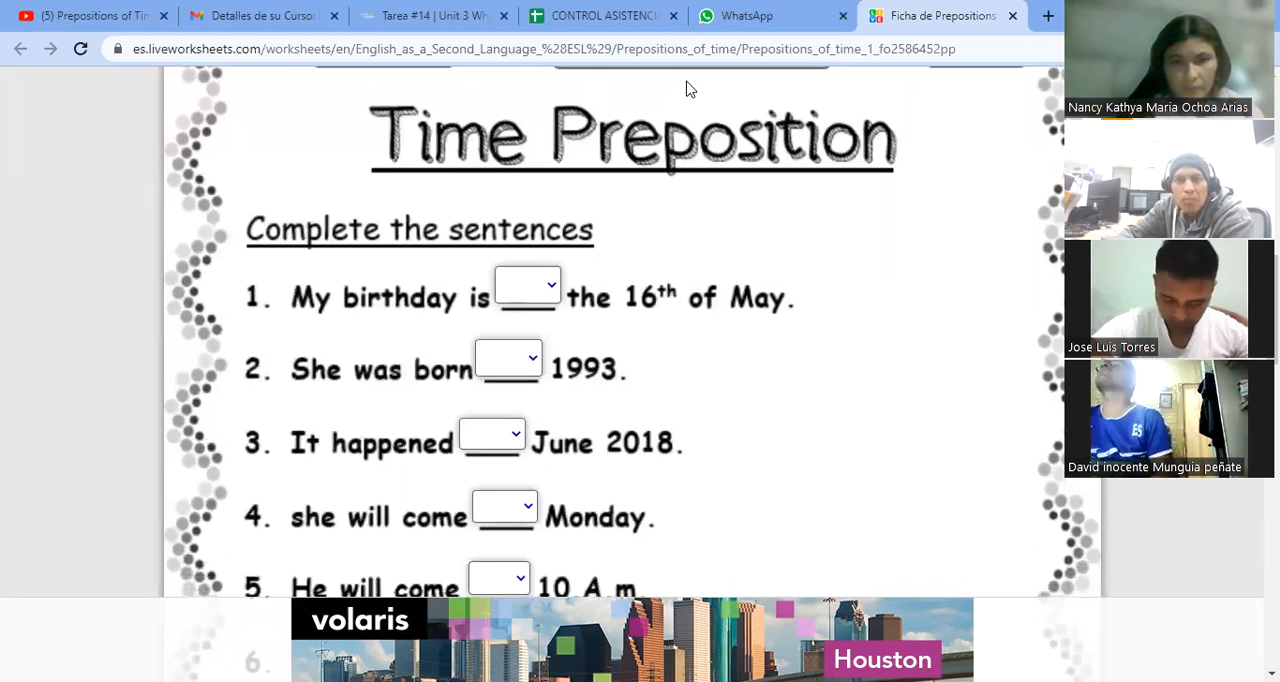 (5) Prepositions of Tim
Detalles de su Curso:
Tarea #14 | Unit 3 Wh
CONTROL ASISTENCIA
WhatsApp
Ficha de Prepositions
es.liveworksheets.com/worksheets/en/English_as_a_Second_Language_%28ESL%29/Prepositions_of_time/Prepositions_of_time_1_fo2586452pp
Nancy Kathya Maria Ochoa Arias
Time Preposition
Complete the sentences
1. My birthday is the 16th of May.
2. She was born 1993.
3. It happened June 2018.
Jose Luis Torres
4. she will come Monday.
ES
David inocente Munguia peñate
5. He will come 10 A m.
volaris
6.
Houston